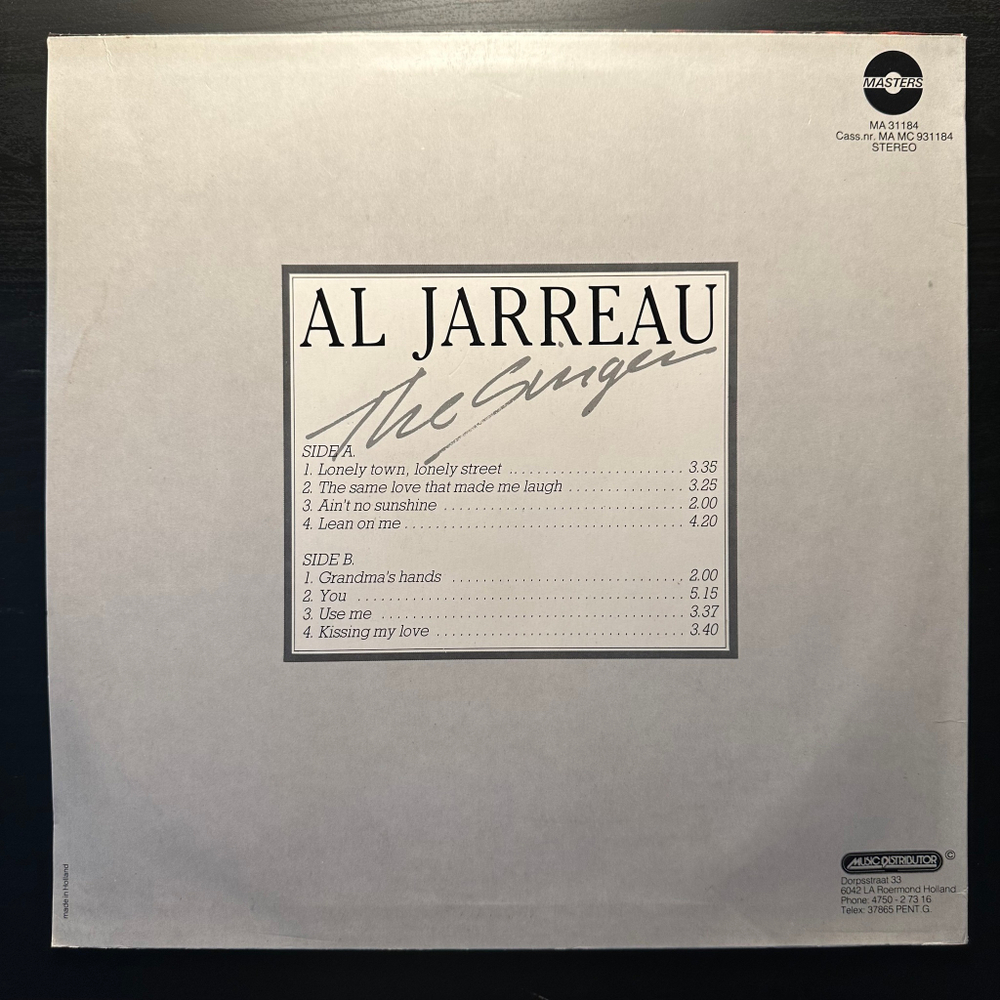 MASTERS
MA 31184
Cass.nr. MA MC 931184
STEREO
AL JARREAU
The Singer
SIDE A.
1. Lonely town, lonely street ........................ 3.35
2. The same love that made me laugh ................ 3.25
3. Ain't no sunshine .................................. 2.00
4. Lean on me ....................................... 4.20
SIDE B.
1. Grandma's hands ................................. 2.00
2. You .............................................. 5.15
3. Use me ........................................... 3.37
4. Kissing my love ................................... 3.40
made in Holland
MUSIC DISTRIBUTOR ©
Dorpsstraat 33
6042 LA Roermond Holland
Phone: 4750 - 2 73 16
Telex: 37865 PENT G.